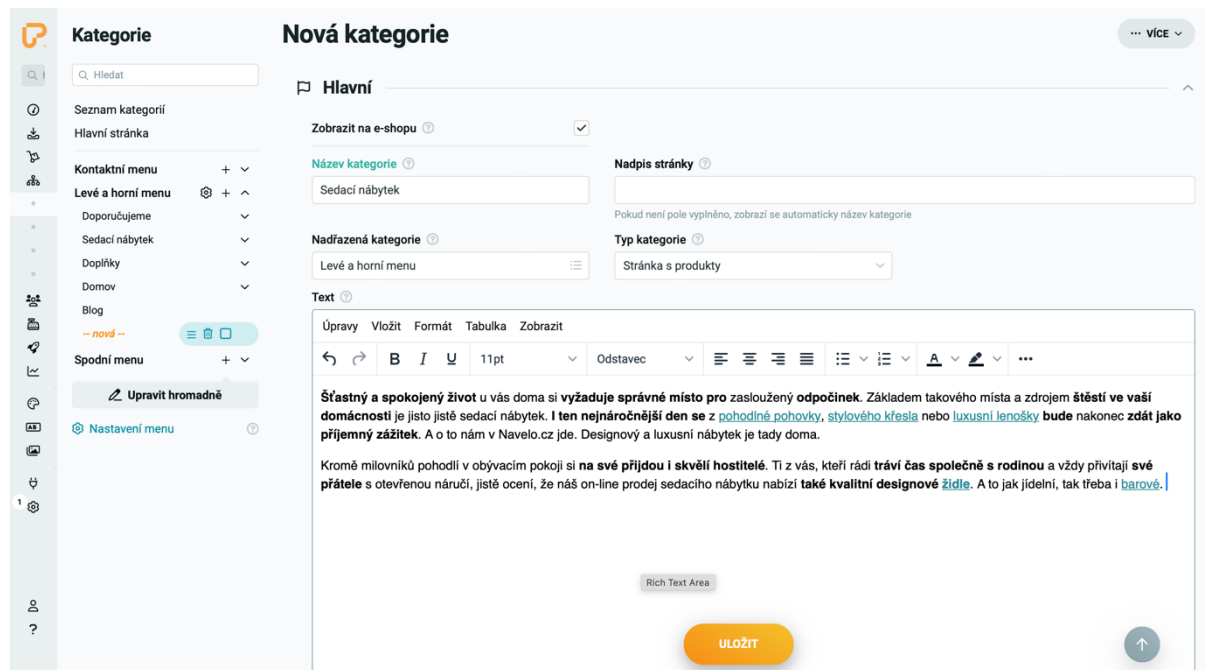 Kategorie
Nová kategorie
··· VÍCE
Hledat
Hlavní
Seznam kategorií
Hlavní stránka
Zobrazit na e-shopu ?
Kontaktní menu +
Levé a horní menu +
Doporučujeme
Sedací nábytek
Doplňky
Domov
Blog
-- nová --
Spodní menu +
Upravit hromadně
Nastavení menu ?
1
?
Název kategorie ?
Nadpis stránky ?
Sedací nábytek
Pokud není pole vyplněno, zobrazí se automaticky název kategorie
Nadřazená kategorie ?
Typ kategorie ?
Levé a horní menu
Stránka s produkty
Text ?
Úpravy Vložit Formát Tabulka Zobrazit
B I U 11pt Odstavec A ···
Šťastný a spokojený život u vás doma si vyžaduje správné místo pro zasloužený odpočinek. Základem takového místa a zdrojem štěstí ve vaší
domácnosti je jisto jistě sedací nábytek. I ten nejnáročnější den se z pohodlné pohovky, stylového křesla nebo luxusní lenošky bude nakonec zdát jako
příjemný zážitek. A o to nám v Navelo.cz jde. Designový a luxusní nábytek je tady doma.
Kromě milovníků pohodlí v obývacím pokoji si na své přijdou i skvělí hostitelé. Ti z vás, kteří rádi tráví čas společně s rodinou a vždy přivítají své
přátele s otevřenou náručí, jistě ocení, že náš on-line prodej sedacího nábytku nabízí také kvalitní designové židle. A to jak jídelní, tak třeba i barové.
Rich Text Area
ULOŽIT